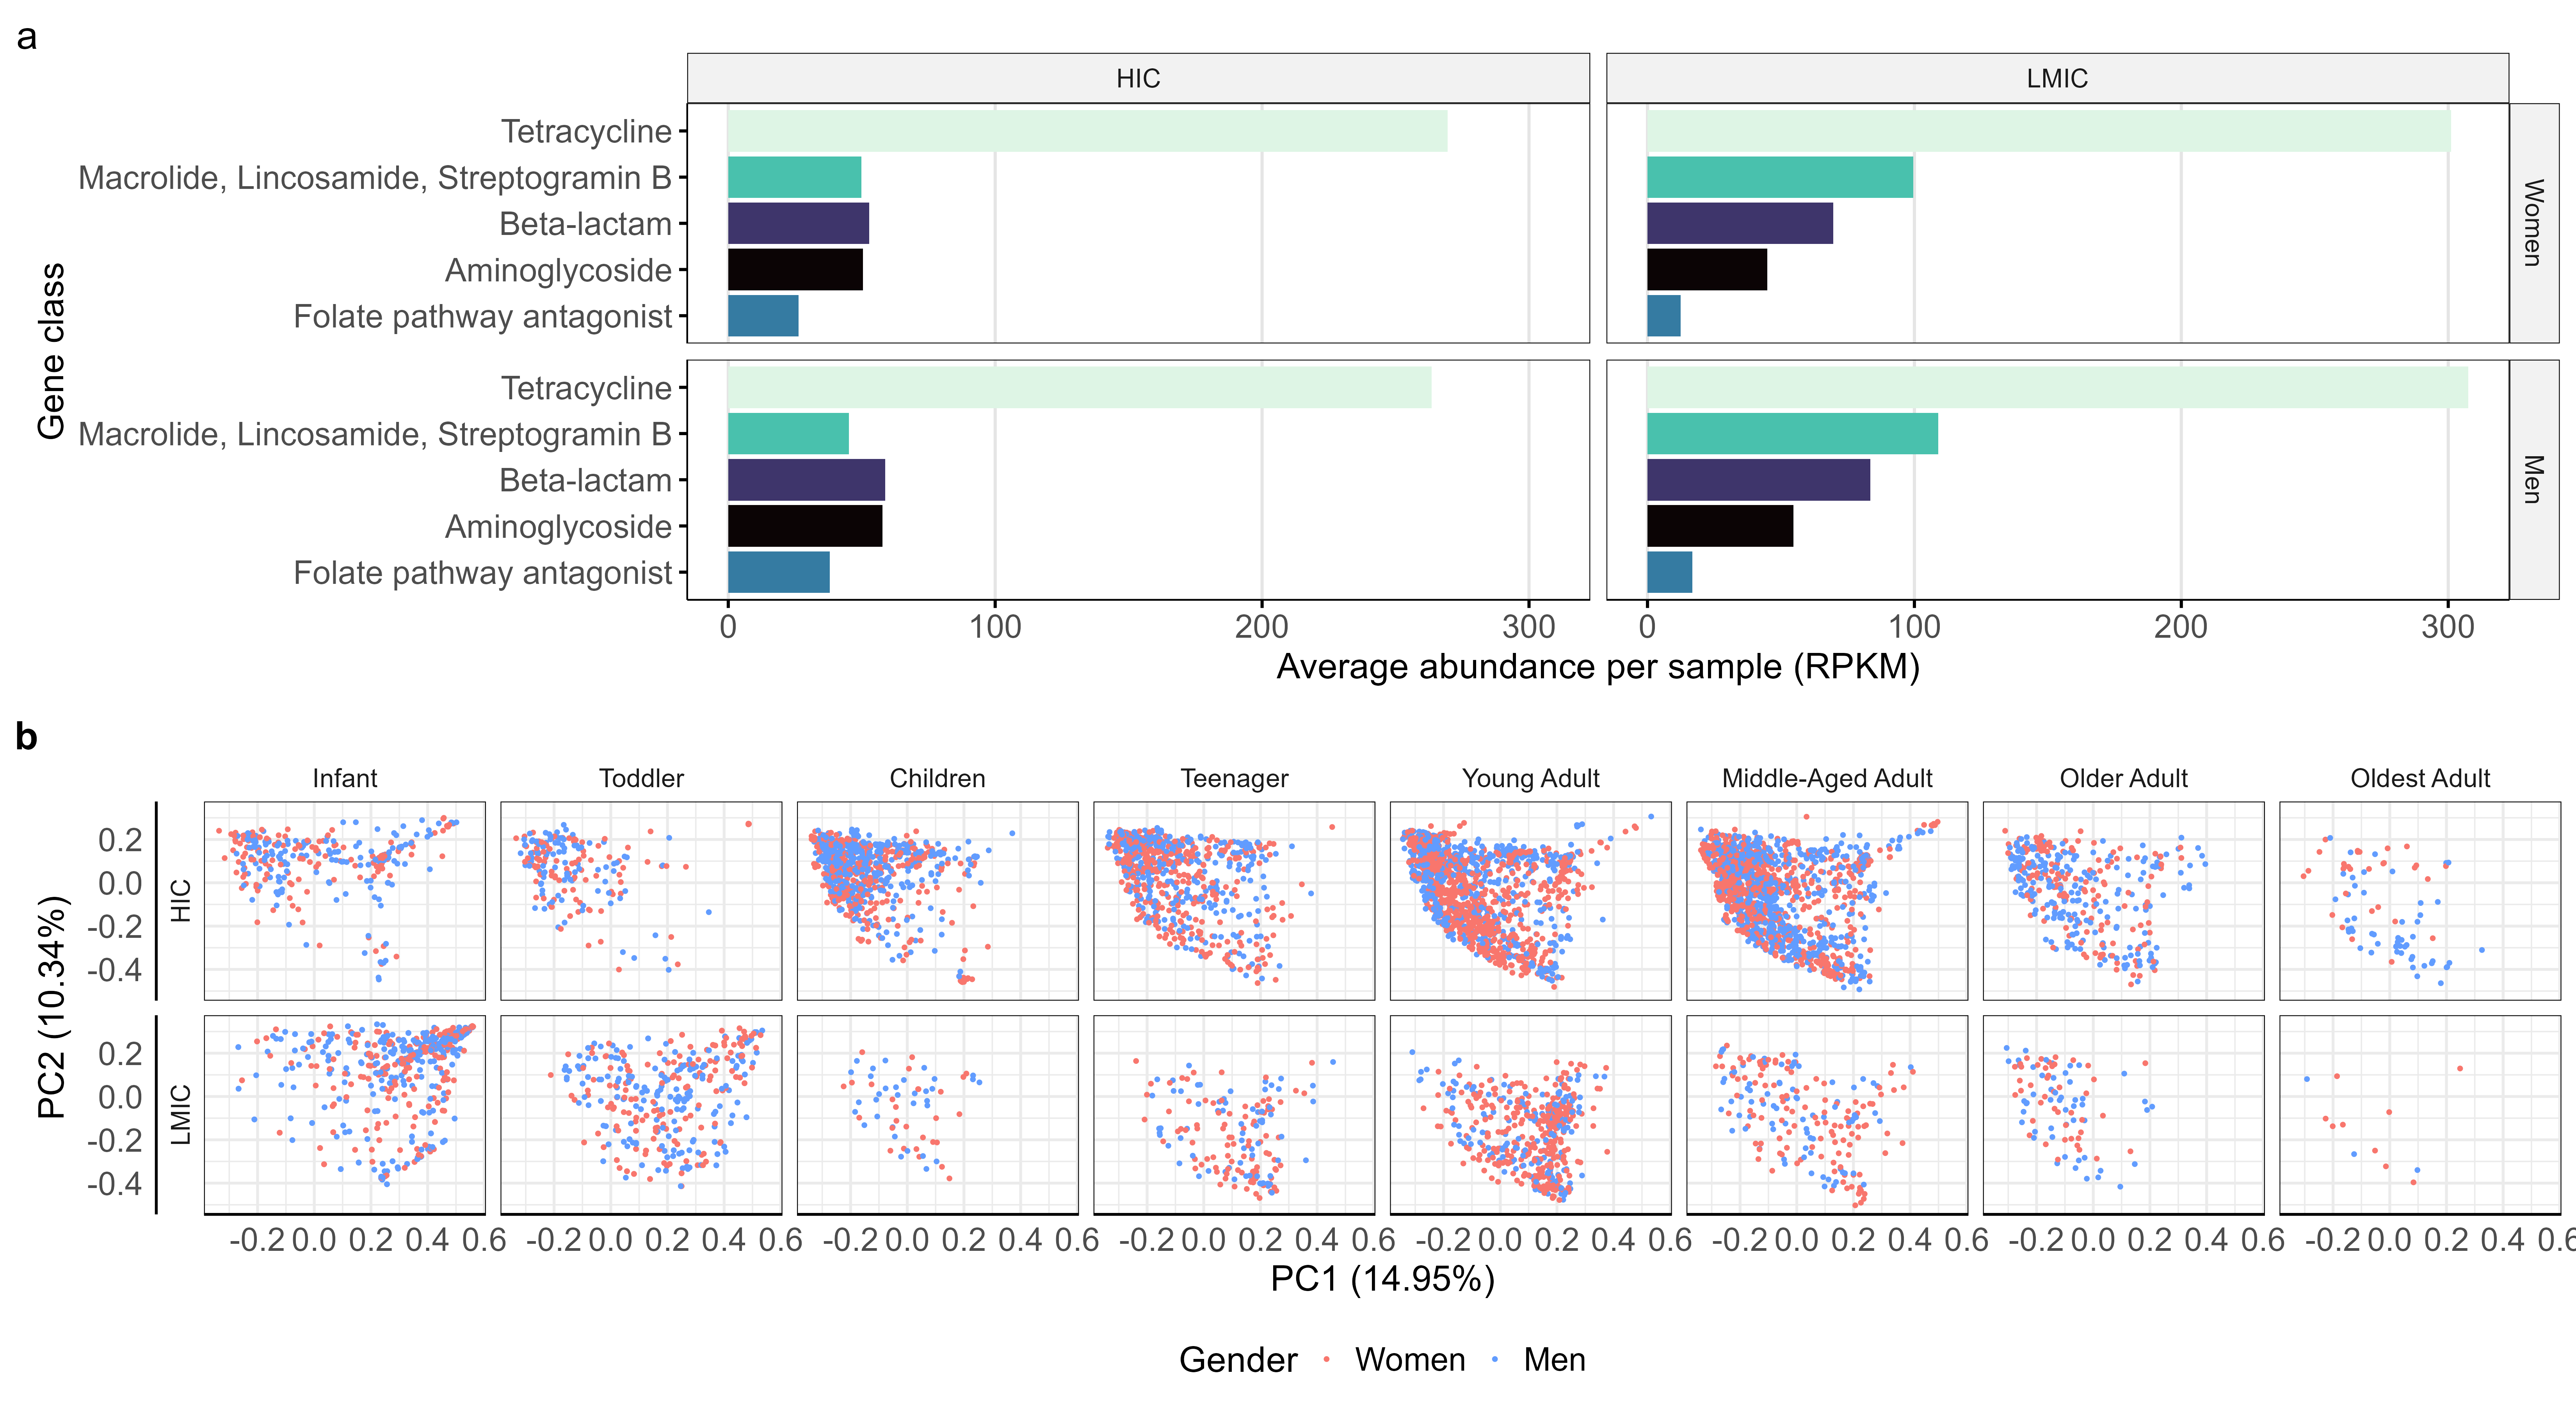 a
HIC
LMIC
Gene class
Tetracycline
Macrolide, Lincosamide, Streptogramin B
Beta-lactam
Aminoglycoside
Folate pathway antagonist
Women
Tetracycline
Macrolide, Lincosamide, Streptogramin B
Beta-lactam
Aminoglycoside
Folate pathway antagonist
Men
0 100 200 300 0 100 200 300
Average abundance per sample (RPKM)
b
Infant Toddler Children Teenager Young Adult Middle-Aged Adult Older Adult Oldest Adult
PC2 (10.34%)
HIC
0.2
0.0
-0.2
-0.4
LMIC
0.2
0.0
-0.2
-0.4
-0.2 0.0 0.2 0.4 0.6 -0.2 0.0 0.2 0.4 0.6 -0.2 0.0 0.2 0.4 0.6 -0.2 0.0 0.2 0.4 0.6 -0.2 0.0 0.2 0.4 0.6 -0.2 0.0 0.2 0.4 0.6 -0.2 0.0 0.2 0.4 0.6 -0.2 0.0 0.2 0.4 0.6
PC1 (14.95%)
Gender Women Men